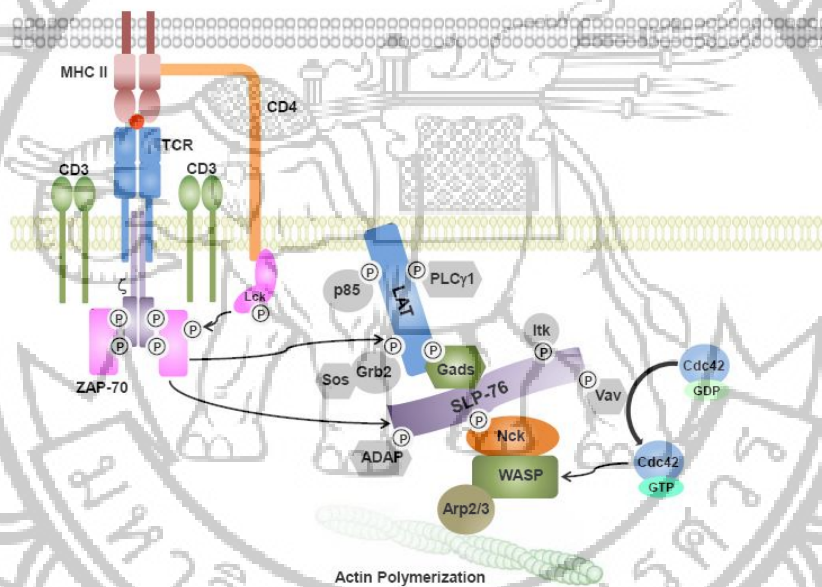 MHC II
CD4
TCR
CD3
CD3
ζ
Lck
P
P
P
P
P
P
ZAP-70
P
P
LAT
p85
PLCγ1
P
P
Sos
Grb2
Gads
SLP-76
Itk
P
P
Vav
P
P
ADAP
Nck
WASP
Arp2/3
Cdc42
GDP
Cdc42
GTP
Actin Polymerization